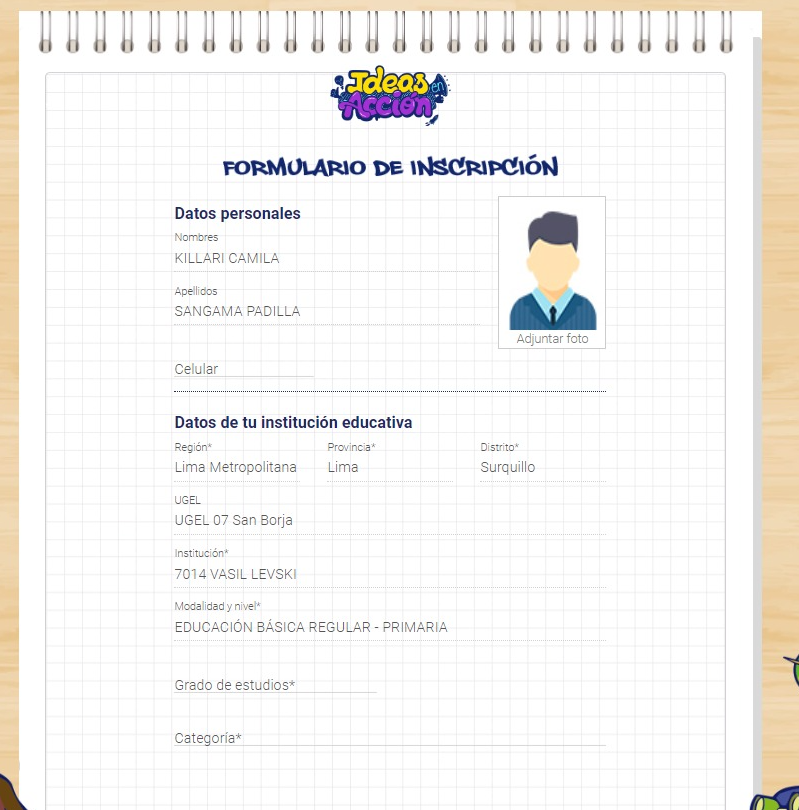 Ideas en
Acción
FORMULARIO DE INSCRIPCIÓN
Datos personales
Nombres
KILLARI CAMILA
Apellidos
SANGAMA PADILLA
Adjuntar foto
Celular
Datos de tu institución educativa
Región* Provincia* Distrito*
Lima Metropolitana Lima Surquillo
UGEL
UGEL 07 San Borja
Institución*
7014 VASIL LEVSKI
Modalidad y nivel*
EDUCACIÓN BÁSICA REGULAR - PRIMARIA
Grado de estudios*
Categoría*